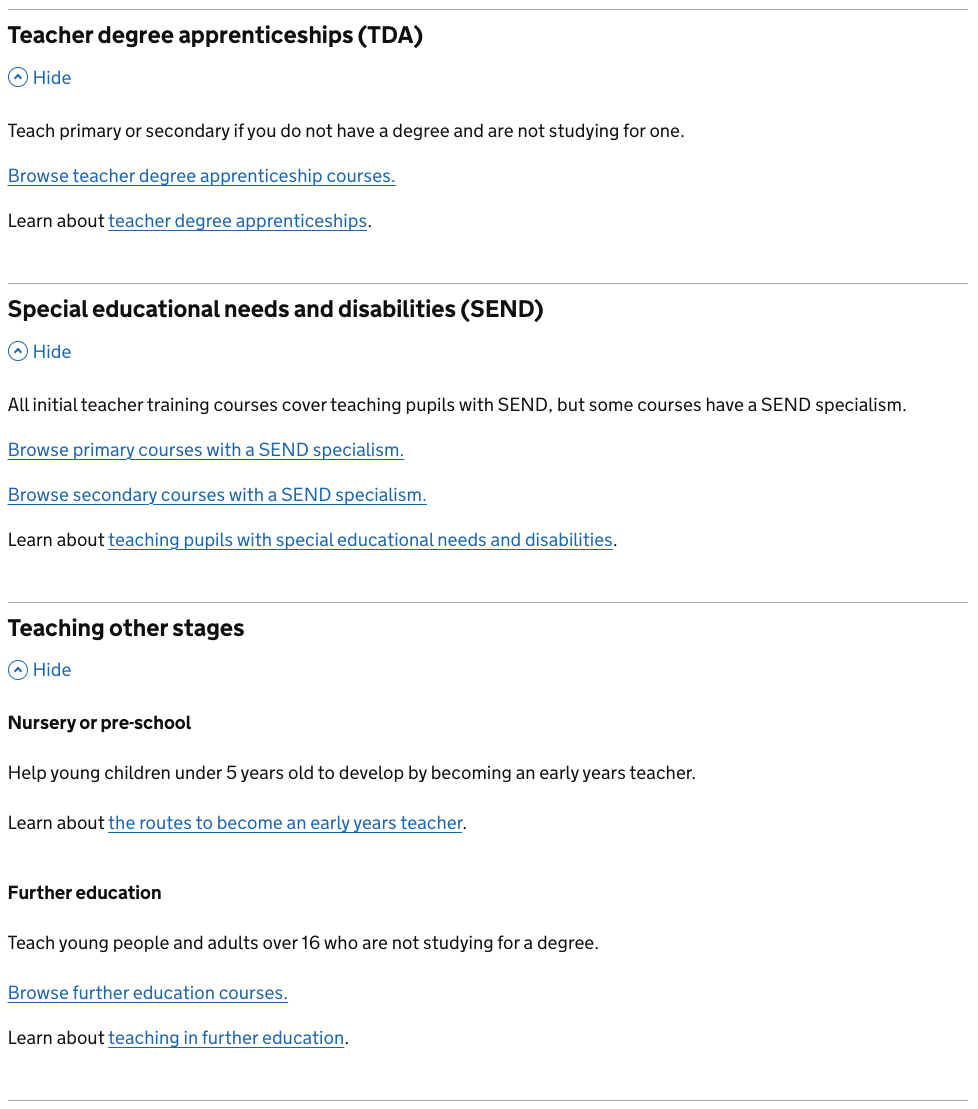 Teacher degree apprenticeships (TDA)
Hide
Teach primary or secondary if you do not have a degree and are not studying for one.
Browse teacher degree apprenticeship courses.
Learn about teacher degree apprenticeships.
Special educational needs and disabilities (SEND)
Hide
All initial teacher training courses cover teaching pupils with SEND, but some courses have a SEND specialism.
Browse primary courses with a SEND specialism.
Browse secondary courses with a SEND specialism.
Learn about teaching pupils with special educational needs and disabilities.
Teaching other stages
Hide
Nursery or pre-school
Help young children under 5 years old to develop by becoming an early years teacher.
Learn about the routes to become an early years teacher.
Further education
Teach young people and adults over 16 who are not studying for a degree.
Browse further education courses.
Learn about teaching in further education.